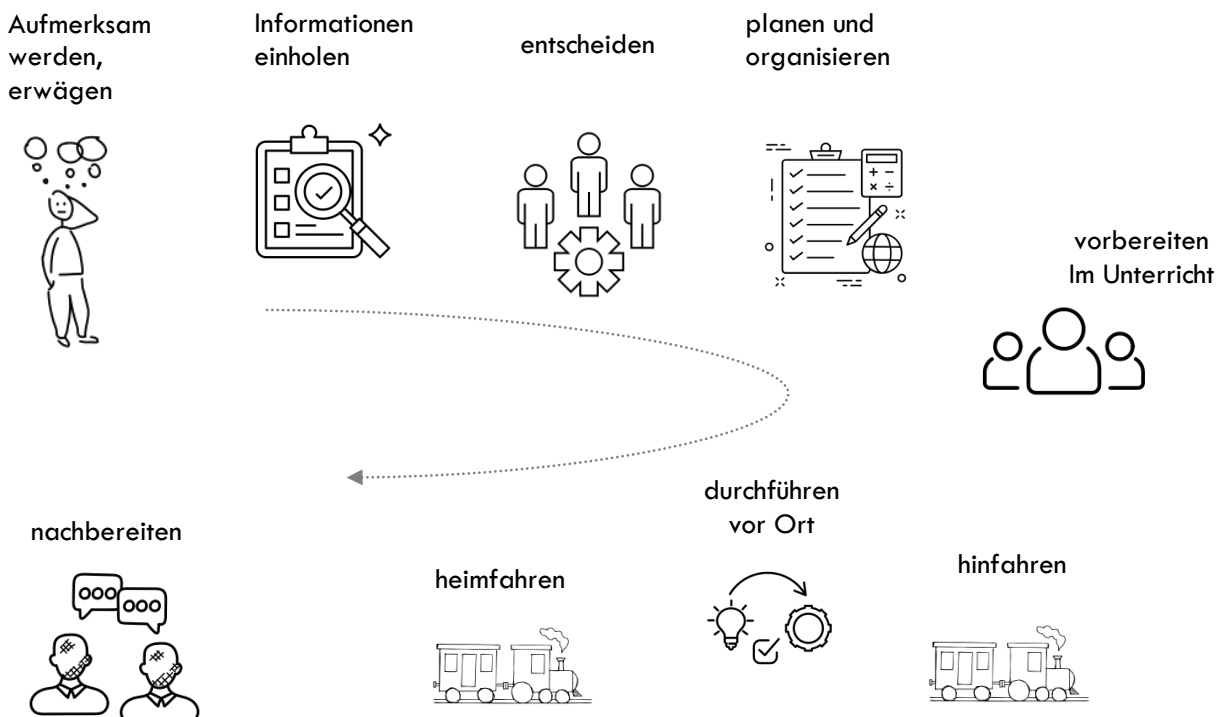 Aufmerksam
werden,
erwägen
Informationen
einholen
entscheiden
planen und
organisieren
vorbereiten
Im Unterricht
hinfahren
durchführen
vor Ort
heimfahren
nachbereiten